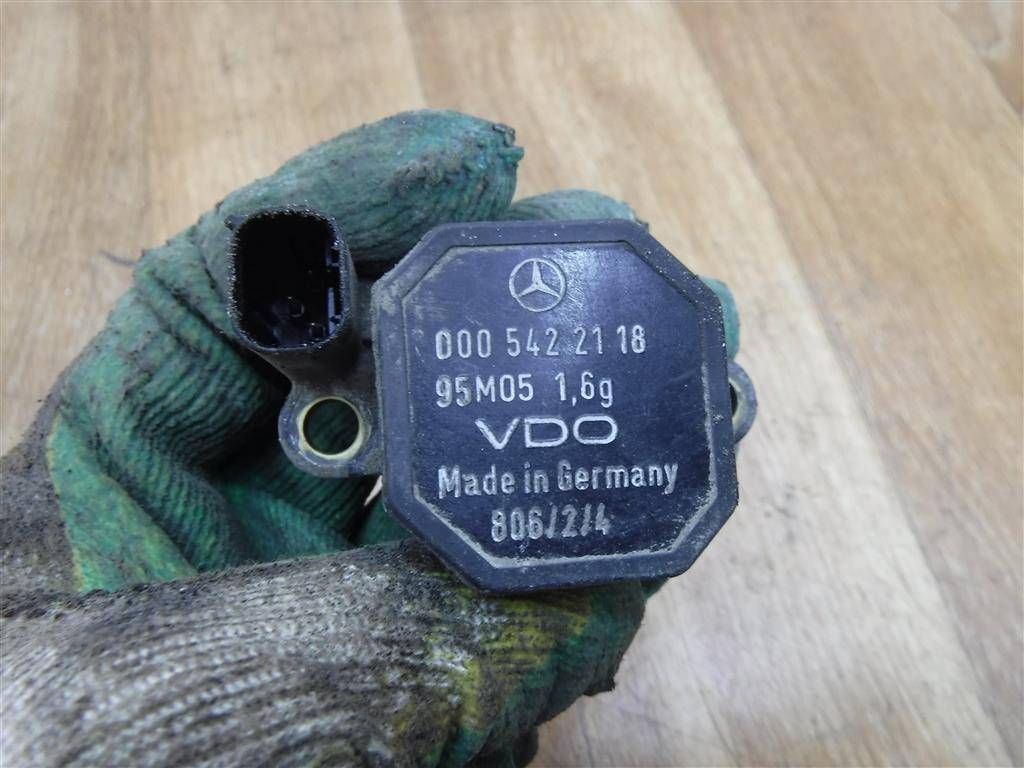 000 542 21 18
95M05 1,6g
VDO
Made in Germany
806/2/4